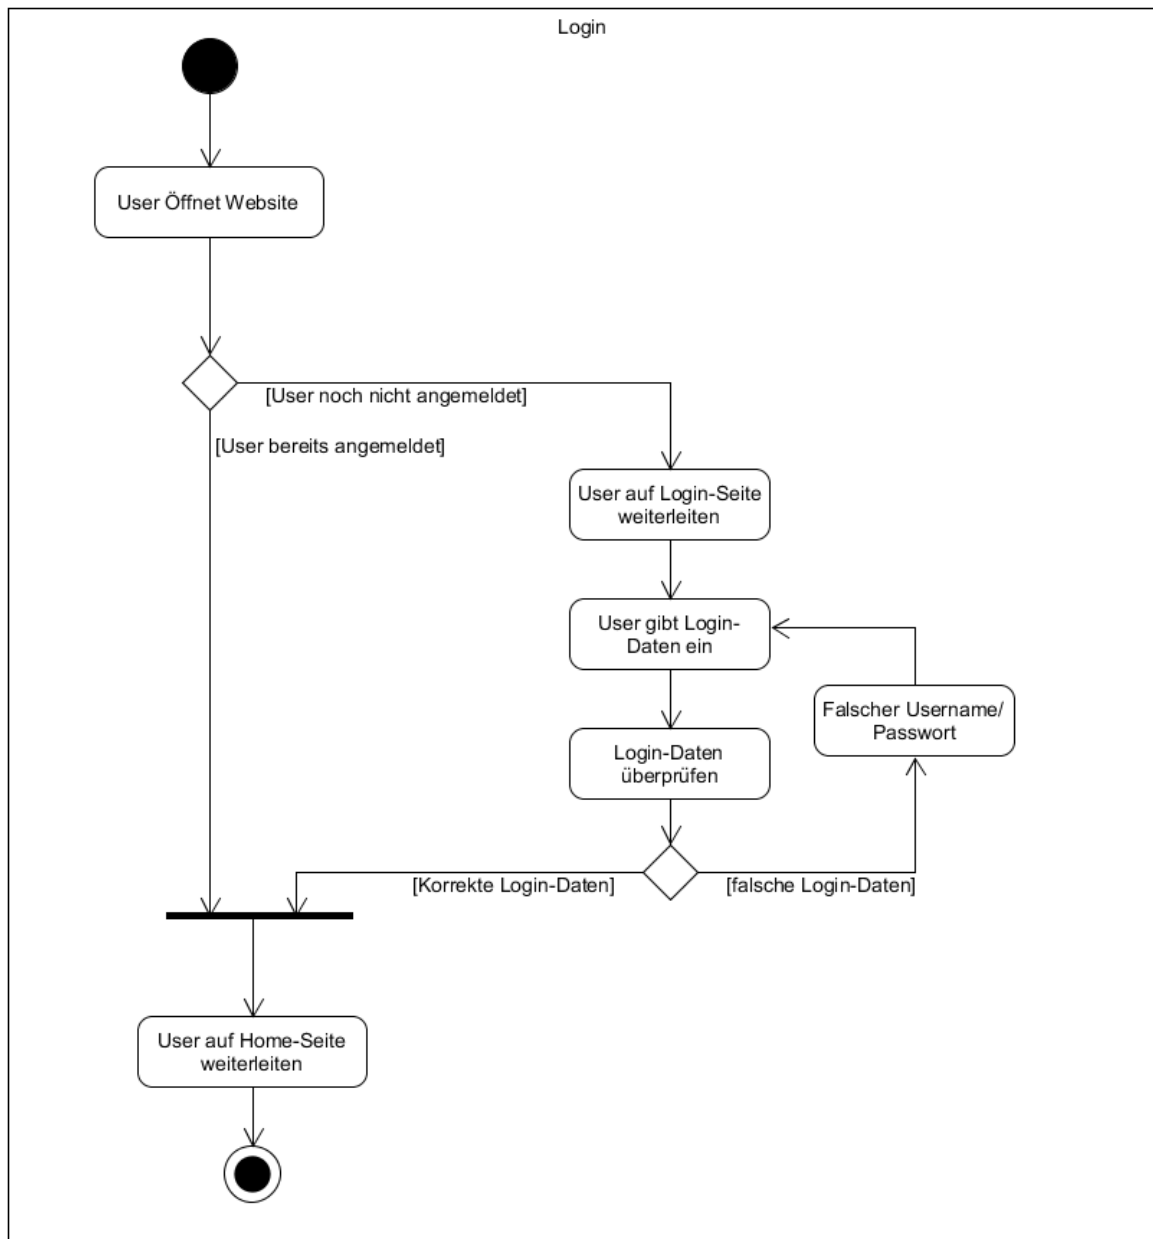 Login
User Öffnet Website
[User noch nicht angemeldet]
[User bereits angemeldet]
User auf Login-Seite
weiterleiten
User gibt Login-
Daten ein
Falscher Username/
Passwort
Login-Daten
überprüfen
[Korrekte Login-Daten]
[falsche Login-Daten]
User auf Home-Seite
weiterleiten